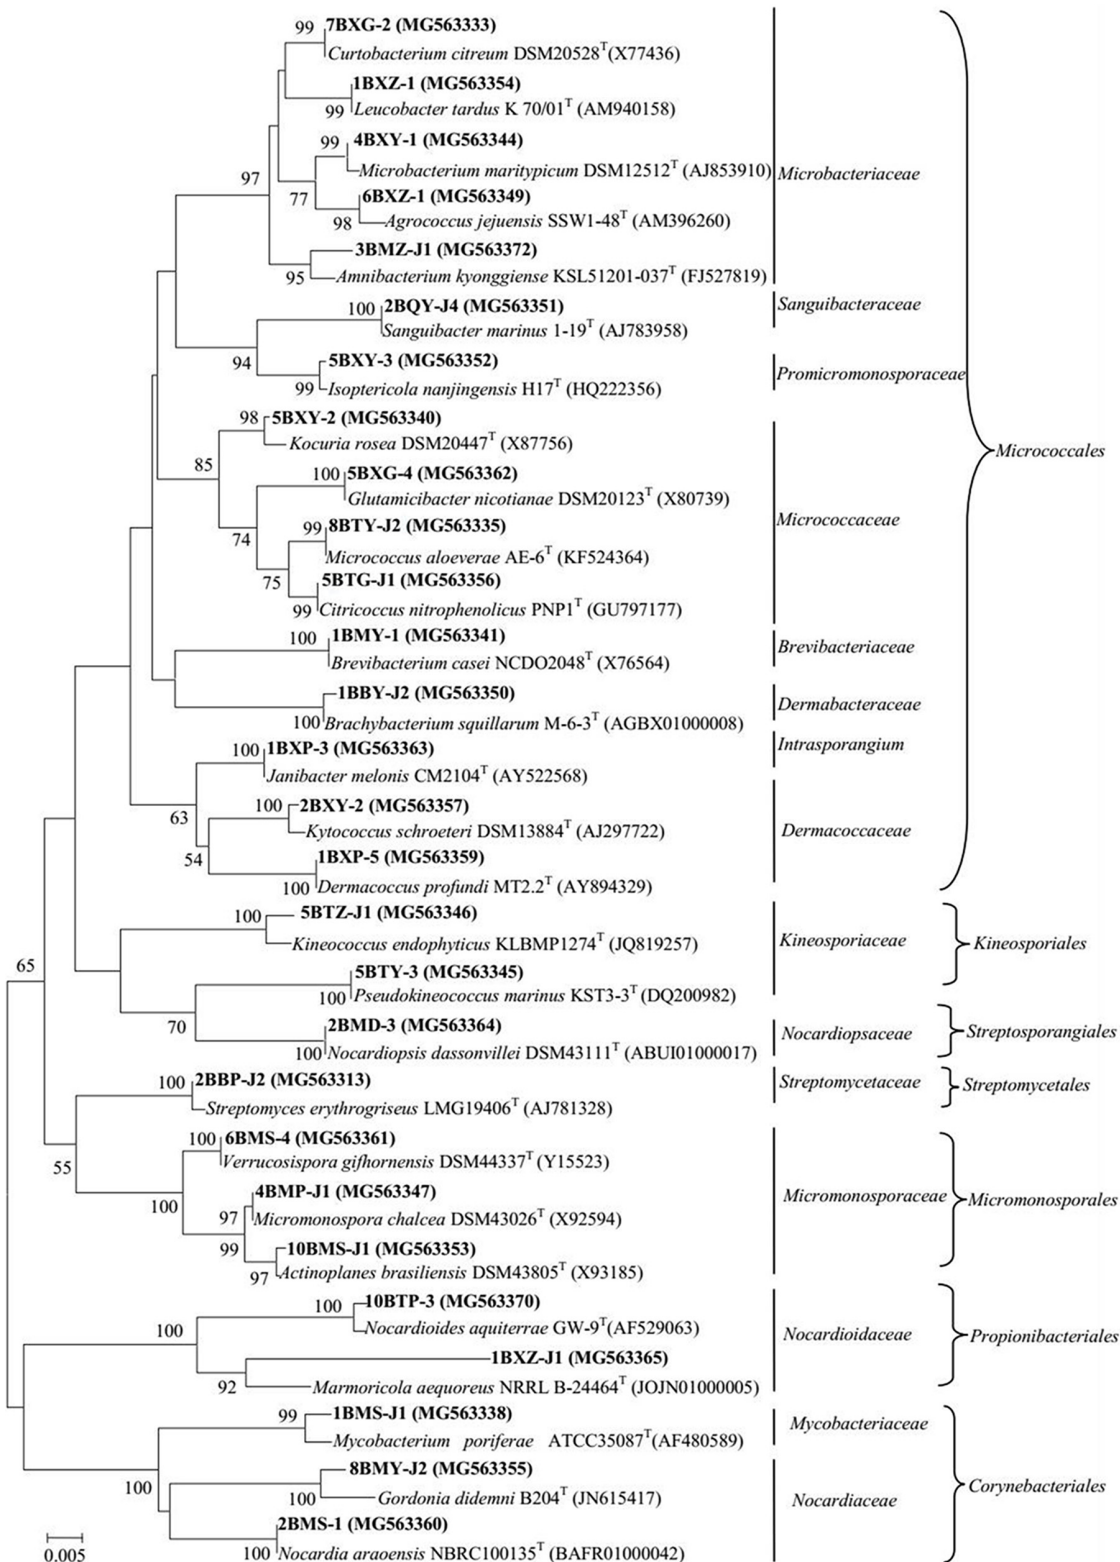 99
7BXG-2 (MG563333)
Curtobacterium citreum DSM20528T(X77436)
1BXZ-1 (MG563354)
99
Leucobacter tardus K 70/01T (AM940158)
99
4BXY-1 (MG563344)
Microbacterium maritypicum DSM12512T (AJ853910)
Microbacteriaceae
97
77
6BXZ-1 (MG563349)
98
Agrococcus jejuensis SSW1-48T (AM396260)
3BMZ-J1 (MG563372)
95
Amnibacterium kyonggiense KSL51201-037T (FJ527819)
100
2BQY-J4 (MG563351)
Sanguibacteraceae
Sanguibacter marinus 1-19T (AJ783958)
94
5BXY-3 (MG563352)
Promicromonosporaceae
99
Isoptericola nanjingensis H17T (HQ222356)
98
5BXY-2 (MG563340)
Kocuria rosea DSM20447T (X87756)
Micrococcales
85
100
5BXG-4 (MG563362)
Glutamicibacter nicotianae DSM20123T (X80739)
Micrococcaceae
74
99
8BTY-J2 (MG563335)
Micrococcus aloeverae AE-6T (KF524364)
75
5BTG-J1 (MG563356)
99
Citricoccus nitrophenolicus PNP1T (GU797177)
100
1BMY-1 (MG563341)
Brevibacteriaceae
Brevibacterium casei NCDO2048T (X76564)
1BBY-J2 (MG563350)
Dermabacteraceae
100
Brachybacterium squillarum M-6-3T (AGBX01000008)
100
1BXP-3 (MG563363)
Intrasporangium
Janibacter melonis CM2104T (AY522568)
63
100
2BXY-2 (MG563357)
Kytococcus schroeteri DSM13884T (AJ297722)
Dermacoccaceae
54
1BXP-5 (MG563359)
100
Dermacoccus profundi MT2.2T (AY894329)
100
5BTZ-J1 (MG563346)
Kineococcus endophyticus KLBMP1274T (JQ819257)
Kineosporiaceae
Kineosporiales
65
5BTY-3 (MG563345)
100
Pseudokineococcus marinus KST3-3T (DQ200982)
70
2BMD-3 (MG563364)
Nocardiopsaceae
Streptosporangiales
100
Nocardiopsis dassonvillei DSM43111T (ABUI01000017)
100
2BBP-J2 (MG563313)
Streptomycetaceae
Streptomycetales
Streptomyces erythrogriseus LMG19406T (AJ781328)
55
100
6BMS-4 (MG563361)
Verrucosispora gifhornensis DSM44337T (Y15523)
100
4BMP-J1 (MG563347)
Micromonosporaceae
Micromonosporales
97
Micromonospora chalcea DSM43026T (X92594)
99
10BMS-J1 (MG563353)
97
Actinoplanes brasiliensis DSM43805T (X93185)
100
10BTP-3 (MG563370)
100
Nocardioides aquiterrae GW-9T(AF529063)
Nocardioidaceae
Propionibacteriales
1BXZ-J1 (MG563365)
92
Marmoricola aequoreus NRRL B-24464T (JOJN01000005)
99
1BMS-J1 (MG563338)
Mycobacteriaceae
Mycobacterium poriferae ATCC35087T(AF480589)
100
8BMY-J2 (MG563355)
Corynebacteriales
100
Gordonia didemni B204T (JN615417)
Nocardiaceae
2BMS-1 (MG563360)
100
Nocardia araoensis NBRC100135T (BAFR01000042)
0.005